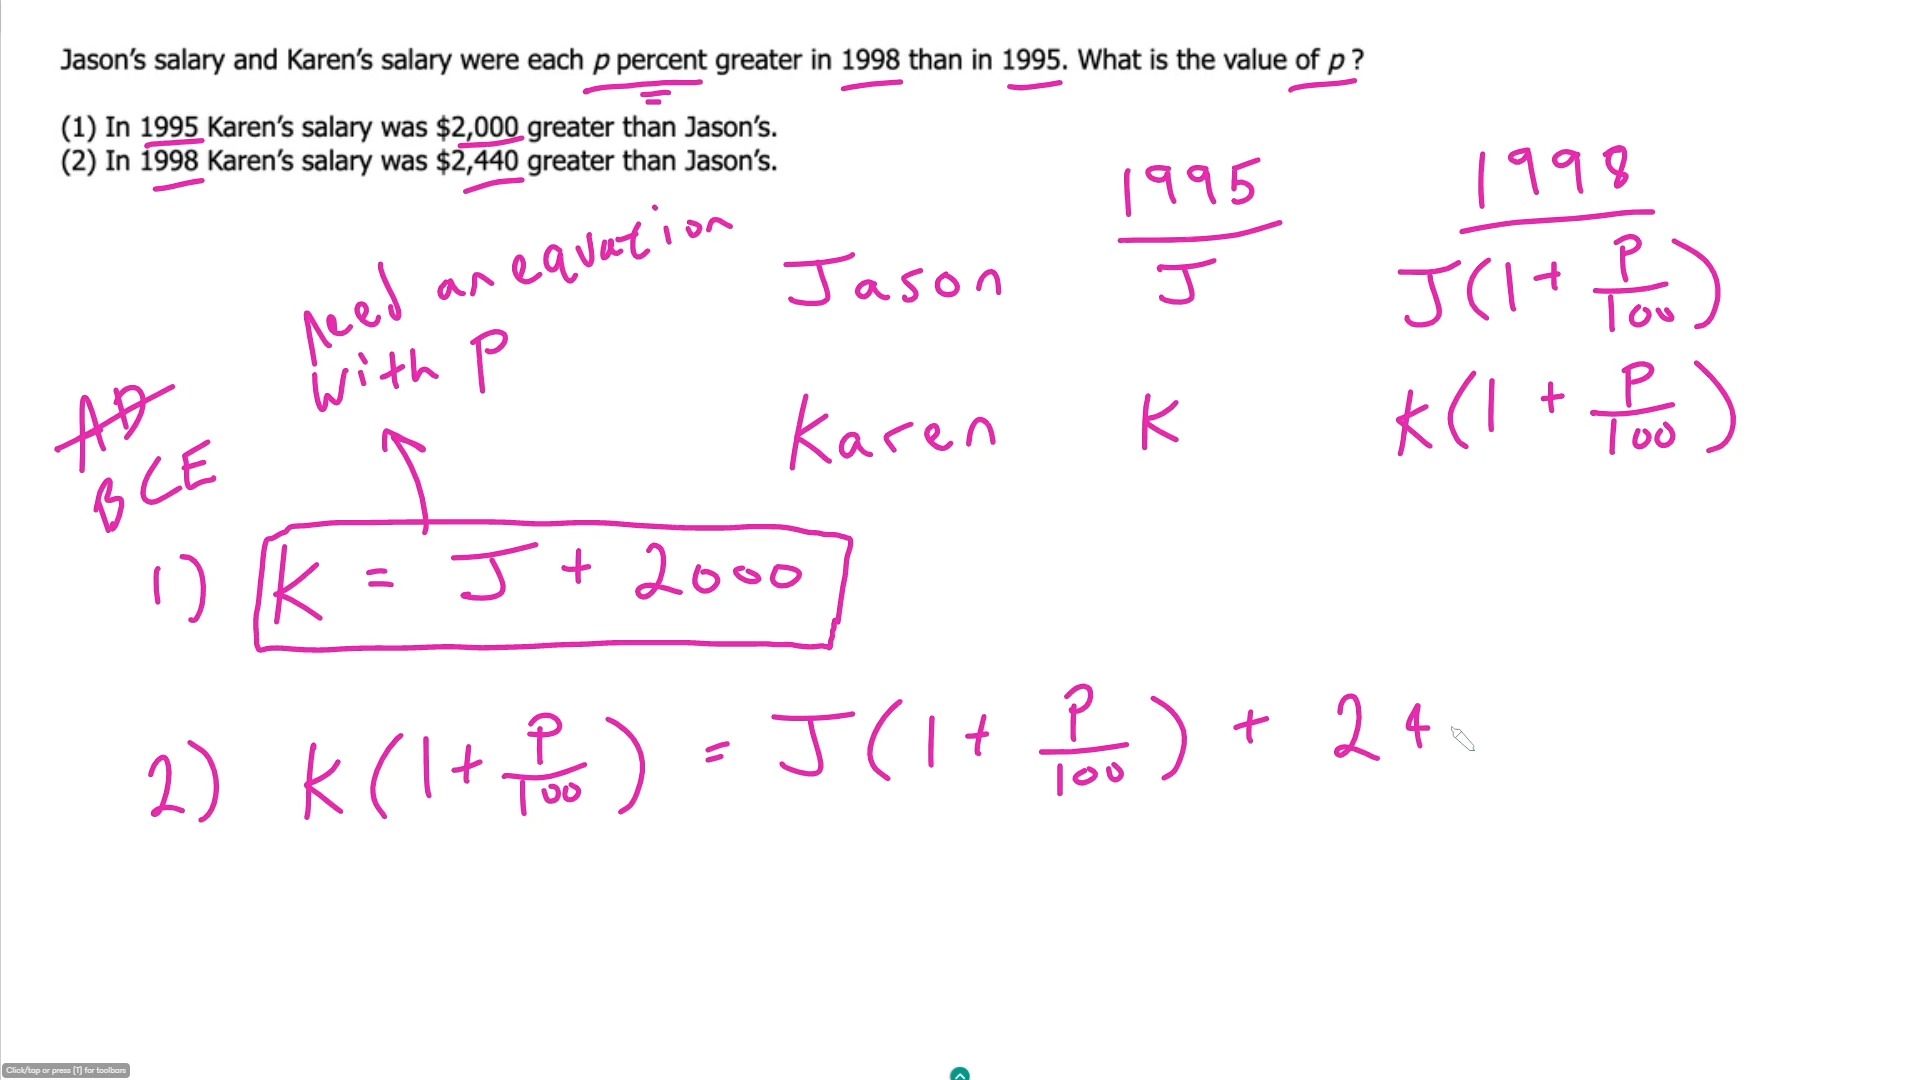 Jason's salary and Karen's salary were each p percent greater in 1998 than in 1995. What is the value of p?
(1) In 1995 Karen's salary was $2,000 greater than Jason's.
(2) In 1998 Karen's salary was $2,440 greater than Jason's.
1995 1998
Need an equation
with P
Jason J J(1 + P/100)
Karen K K(1 + P/100)
AD
BCE
1) K = J + 2000
2) K(1 + P/100) = J(1 + P/100) + 24
Click/tap or press [T] for toolbars